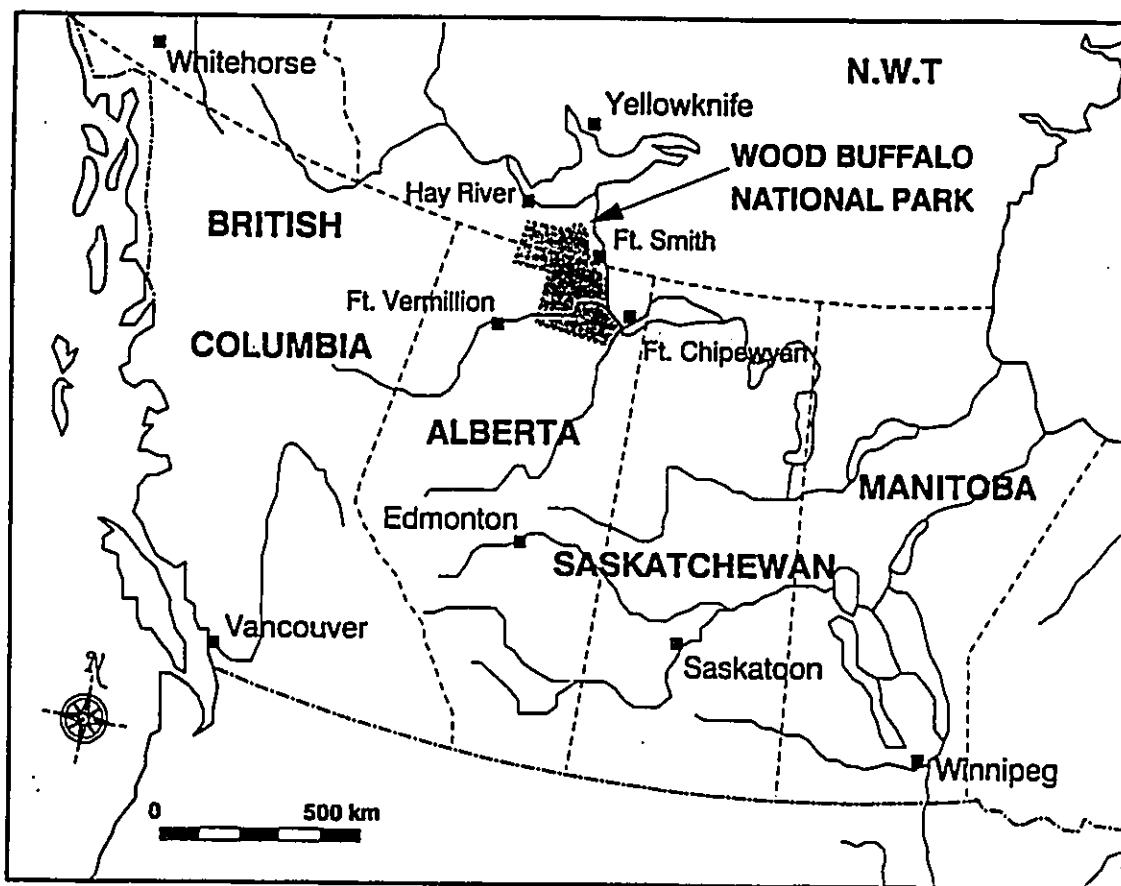 Whitehorse
N.W.T
Yellowknife
WOOD BUFFALO
NATIONAL PARK
Hay River
BRITISH
Ft. Smith
Ft. Vermillion
COLUMBIA
Ft. Chipewyan
ALBERTA
MANITOBA
Edmonton
SASKATCHEWAN
Vancouver
Saskatoon
N
Winnipeg
0 500 km